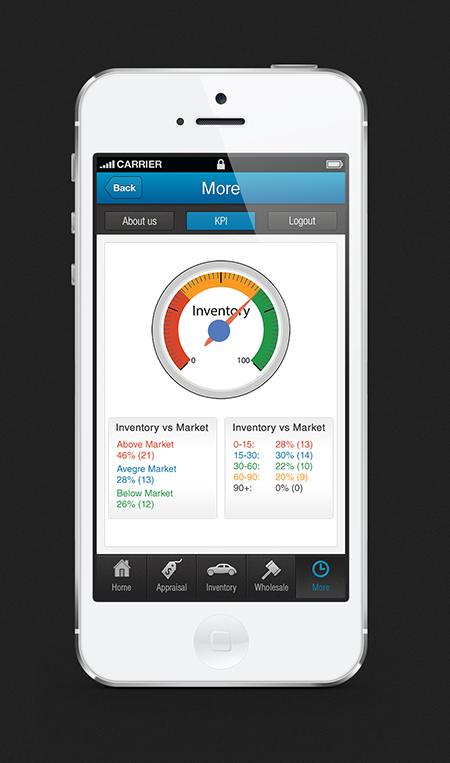 CARRIER
Back
More
About us
KPI
Logout
Inventory
0
100
Inventory vs Market
Above Market
46% (21)
Avegre Market
28% (13)
Below Market
26% (12)
Inventory vs Market
0-15: 28% (13)
15-30: 30% (14)
30-60: 22% (10)
60-90: 20% (9)
90+: 0% (0)
Home
Appraisal
Inventory
Wholesale
More